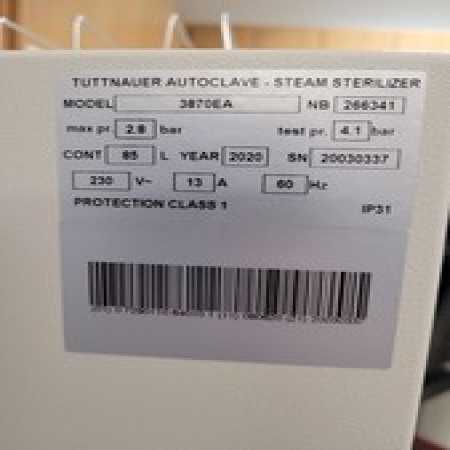 TUTTNAUER AUTOCLAVE - STEAM STERILIZER
MODEL 3870EA NB 266341
max pr. 2.8 bar test pr. 4.1 bar
CONT 85 L YEAR 2020 SN 20030337
230 V~ 13 A 60 Hz
PROTECTION CLASS 1 IP31